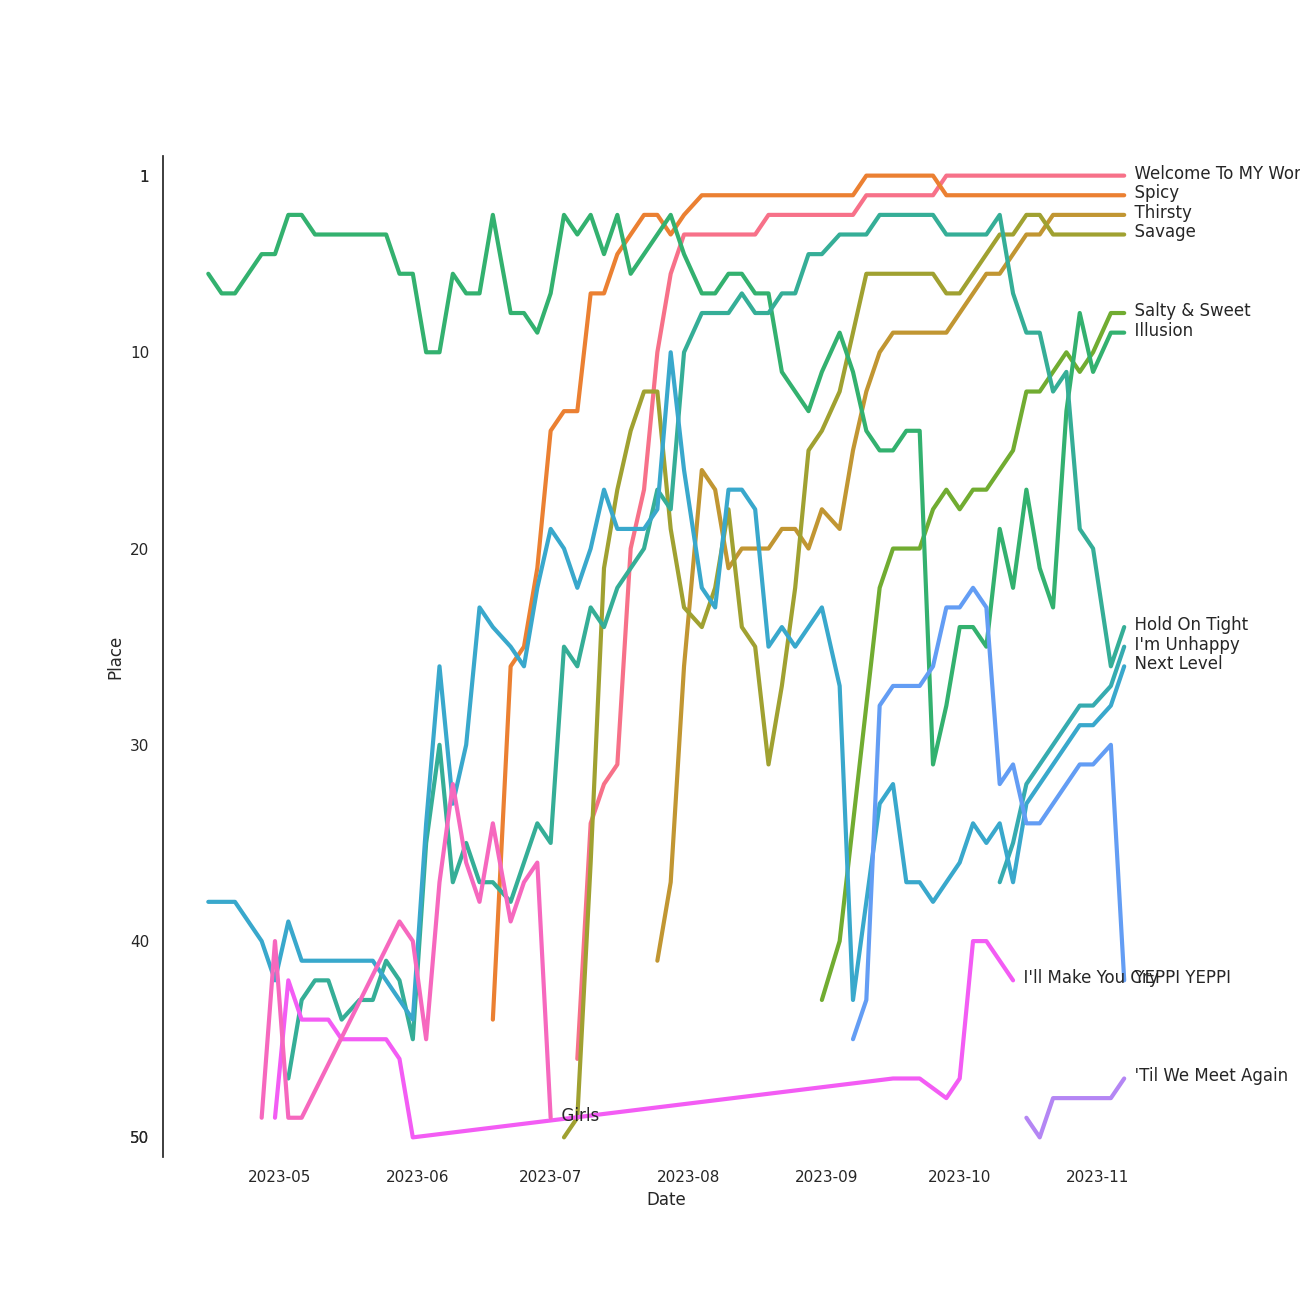 1
10
20
30
40
50
Place
Welcome To MY Wor
Spicy
Thirsty
Savage
Salty & Sweet
Illusion
Hold On Tight
I'm Unhappy
Next Level
I'll Make You Cry
YEPPI YEPPI
'Til We Meet Again
Girls
2023-05
2023-06
2023-07
2023-08
2023-09
2023-10
2023-11
Date